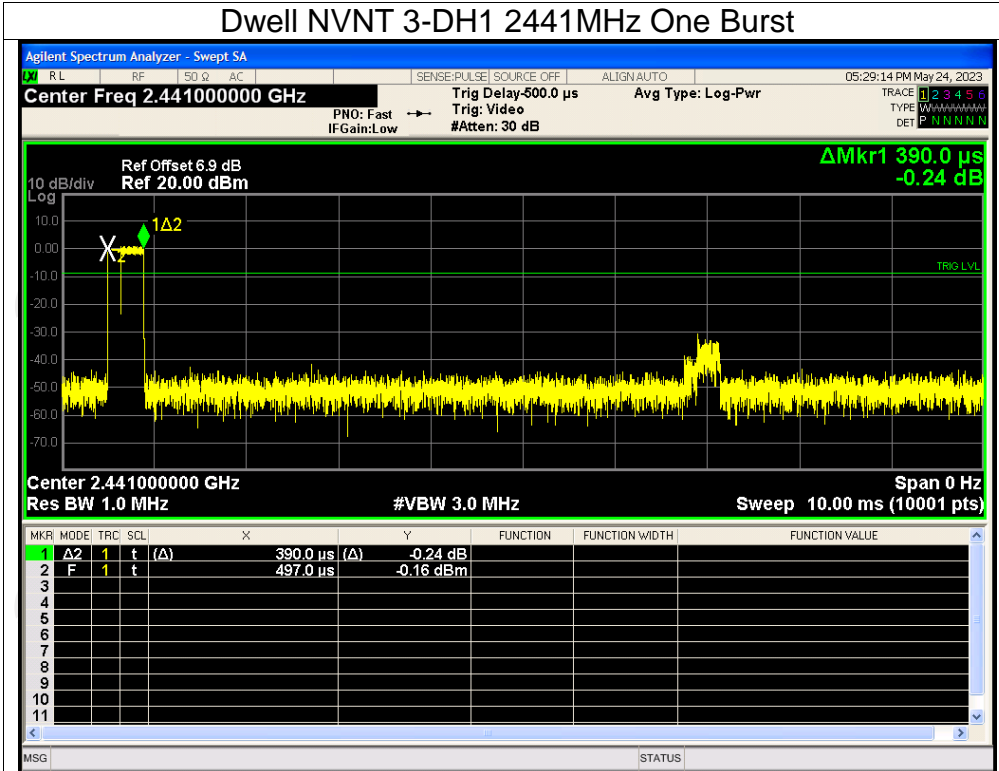 Dwell NVNT 3-DH1 2441MHz One Burst
Agilent Spectrum Analyzer - Swept SA
LXI RL RF 50 Ω AC SENSE:PULSE SOURCE OFF ALIGN AUTO 05:29:14 PM May 24, 2023
Center Freq 2.441000000 GHz Trig Delay-500.0 µs Avg Type: Log-Pwr TRACE 1 2 3 4 5 6
PNO: Fast Trig: Video TYPE WWWWWW
IFGain:Low #Atten: 30 dB DET P N N N N N
ΔMkr1 390.0 µs
-0.24 dB
Ref Offset 6.9 dB
10 dB/div Ref 20.00 dBm
Log
10.0
1Δ2
0.00
2
TRIG LVL
-10.0
-20.0
-30.0
-40.0
-50.0
-60.0
-70.0
Center 2.441000000 GHz Span 0 Hz
Res BW 1.0 MHz #VBW 3.0 MHz Sweep 10.00 ms (10001 pts)
MKR MODE TRC SCL X Y FUNCTION FUNCTION WIDTH FUNCTION VALUE
1 Δ2 1 t (Δ) 390.0 µs (Δ) -0.24 dB
2 F 1 t 497.0 µs -0.16 dBm
3
4
5
6
7
8
9
10
11
MSG STATUS